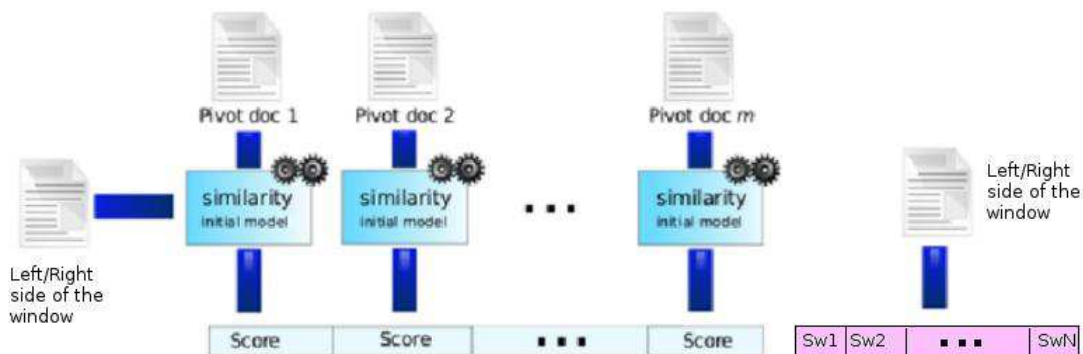 Pivot doc 1
Pivot doc 2
Pivot doc m
similarity
initial model
similarity
initial model
...
similarity
initial model
Left/Right
side of the
window
Left/Right
side of the
window
Score
Score
...
Score
Sw1
Sw2
...
SwN